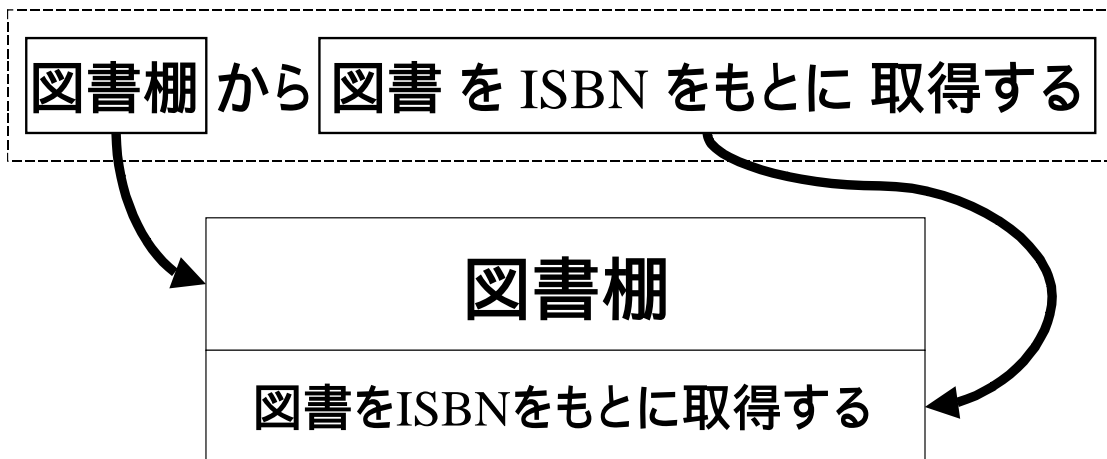 図書棚 から 図書 を ISBN をもとに 取得する
図書棚
図書をISBNをもとに取得する